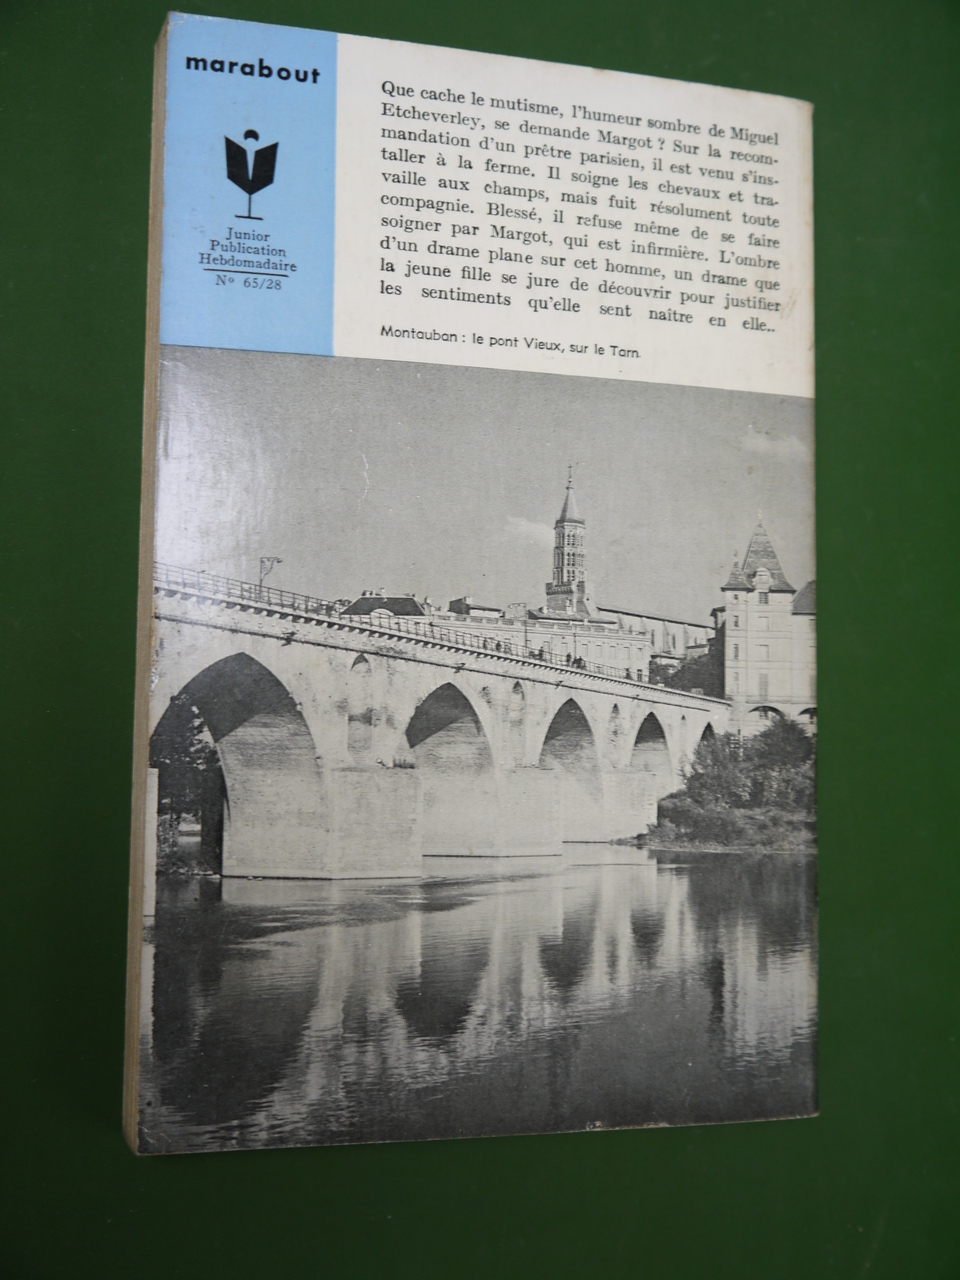 marabout
Junior
Publication
Hebdomadaire
Nº 65/28
Que cache le mutisme, l'humeur sombre de Miguel
Etcheverley, se demande Margot ? Sur la recom-
mandation d'un prêtre parisien, il est venu s'ins-
taller à la ferme. Il soigne les chevaux et tra-
vaille aux champs, mais fuit résolument toute
compagnie. Blessé, il refuse même de se faire
soigner par Margot, qui est infirmière. L'ombre
d'un drame plane sur cet homme, un drame que
la jeune fille se jure de découvrir pour justifier
les sentiments qu'elle sent naître en elle..
Montauban : le pont Vieux, sur le Tarn.